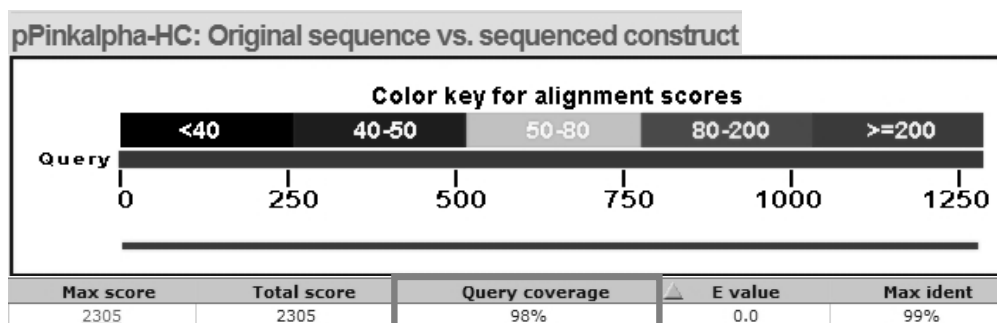 pPinkalpha-HC: Original sequence vs. sequenced construct
Color key for alignment scores
<40 40-50 50-80 80-200 >=200
Query
0 250 500 750 1000 1250
Max score Total score Query coverage E value Max ident
2305 2305 98% 0.0 99%